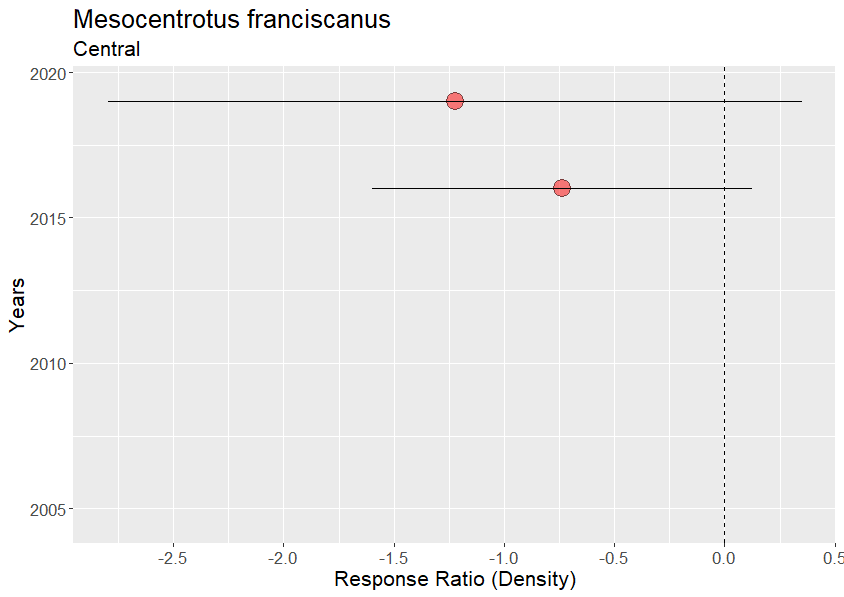 Mesocentrotus franciscanus
Central
2020
2015
2010
2005
Years
-2.5 -2.0 -1.5 -1.0 -0.5 0.0 0.5
Response Ratio (Density)